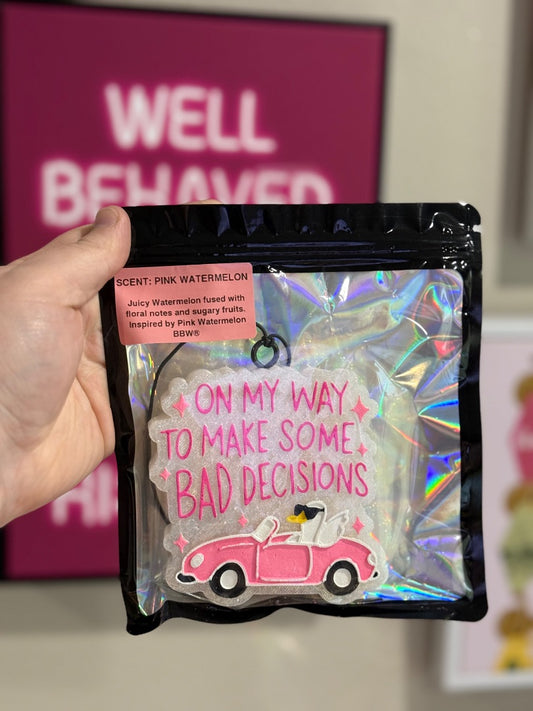 WELL
BEHAVED
SCENT: PINK WATERMELON
Juicy Watermelon fused with
floral notes and sugary fruits.
Inspired by Pink Watermelon
BBW®
ON MY WAY
TO MAKE SOME
BAD DECISIONS